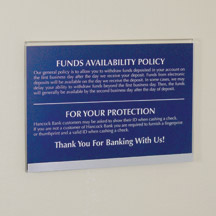 FUNDS AVAILABILITY POLICY
Our general policy is to allow you to withdraw funds deposited in your account on
the first business day after the day we receive your deposit. Funds from electronic
deposits will be available on the day we receive the deposit. In some cases, we may
delay your ability to withdraw funds beyond the first business day. Then, the funds
will generally be available by the second business day after the day of deposit.
FOR YOUR PROTECTION
Hancock Bank customers may be asked to show their ID when cashing a check.
If you are not a customer of Hancock Bank you are required to furnish a fingerprint
or thumbprint and a valid ID when cashing a check.
Thank You For Banking With Us!